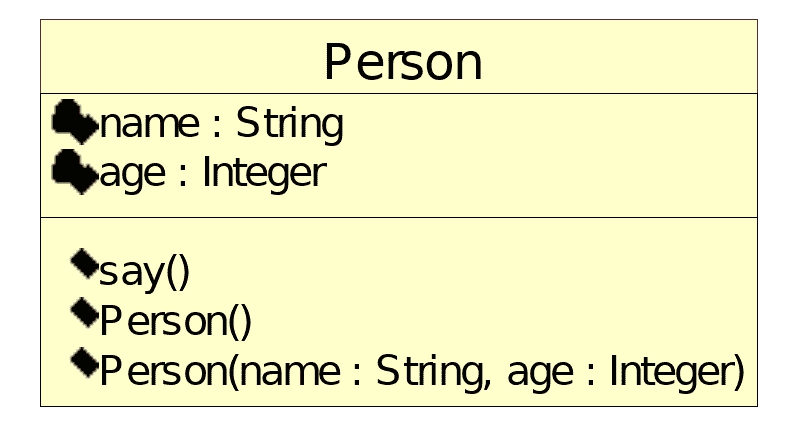 Person
name : String
age : Integer
say()
Person()
Person(name : String, age : Integer)